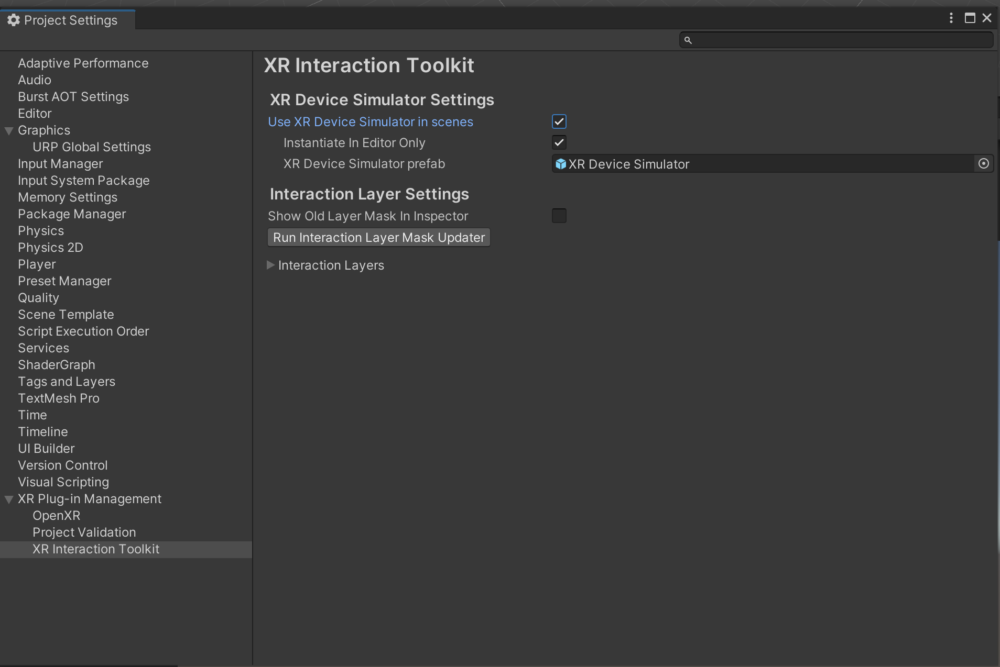 Project Settings
Adaptive Performance
Audio
Burst AOT Settings
Editor
Graphics
URP Global Settings
Input Manager
Input System Package
Memory Settings
Package Manager
Physics
Physics 2D
Player
Preset Manager
Quality
Scene Template
Script Execution Order
Services
ShaderGraph
Tags and Layers
TextMesh Pro
Time
Timeline
UI Builder
Version Control
Visual Scripting
XR Plug-in Management
OpenXR
Project Validation
XR Interaction Toolkit
XR Interaction Toolkit
XR Device Simulator Settings
Use XR Device Simulator in scenes
Instantiate In Editor Only
XR Device Simulator prefab XR Device Simulator
Interaction Layer Settings
Show Old Layer Mask In Inspector
Run Interaction Layer Mask Updater
Interaction Layers